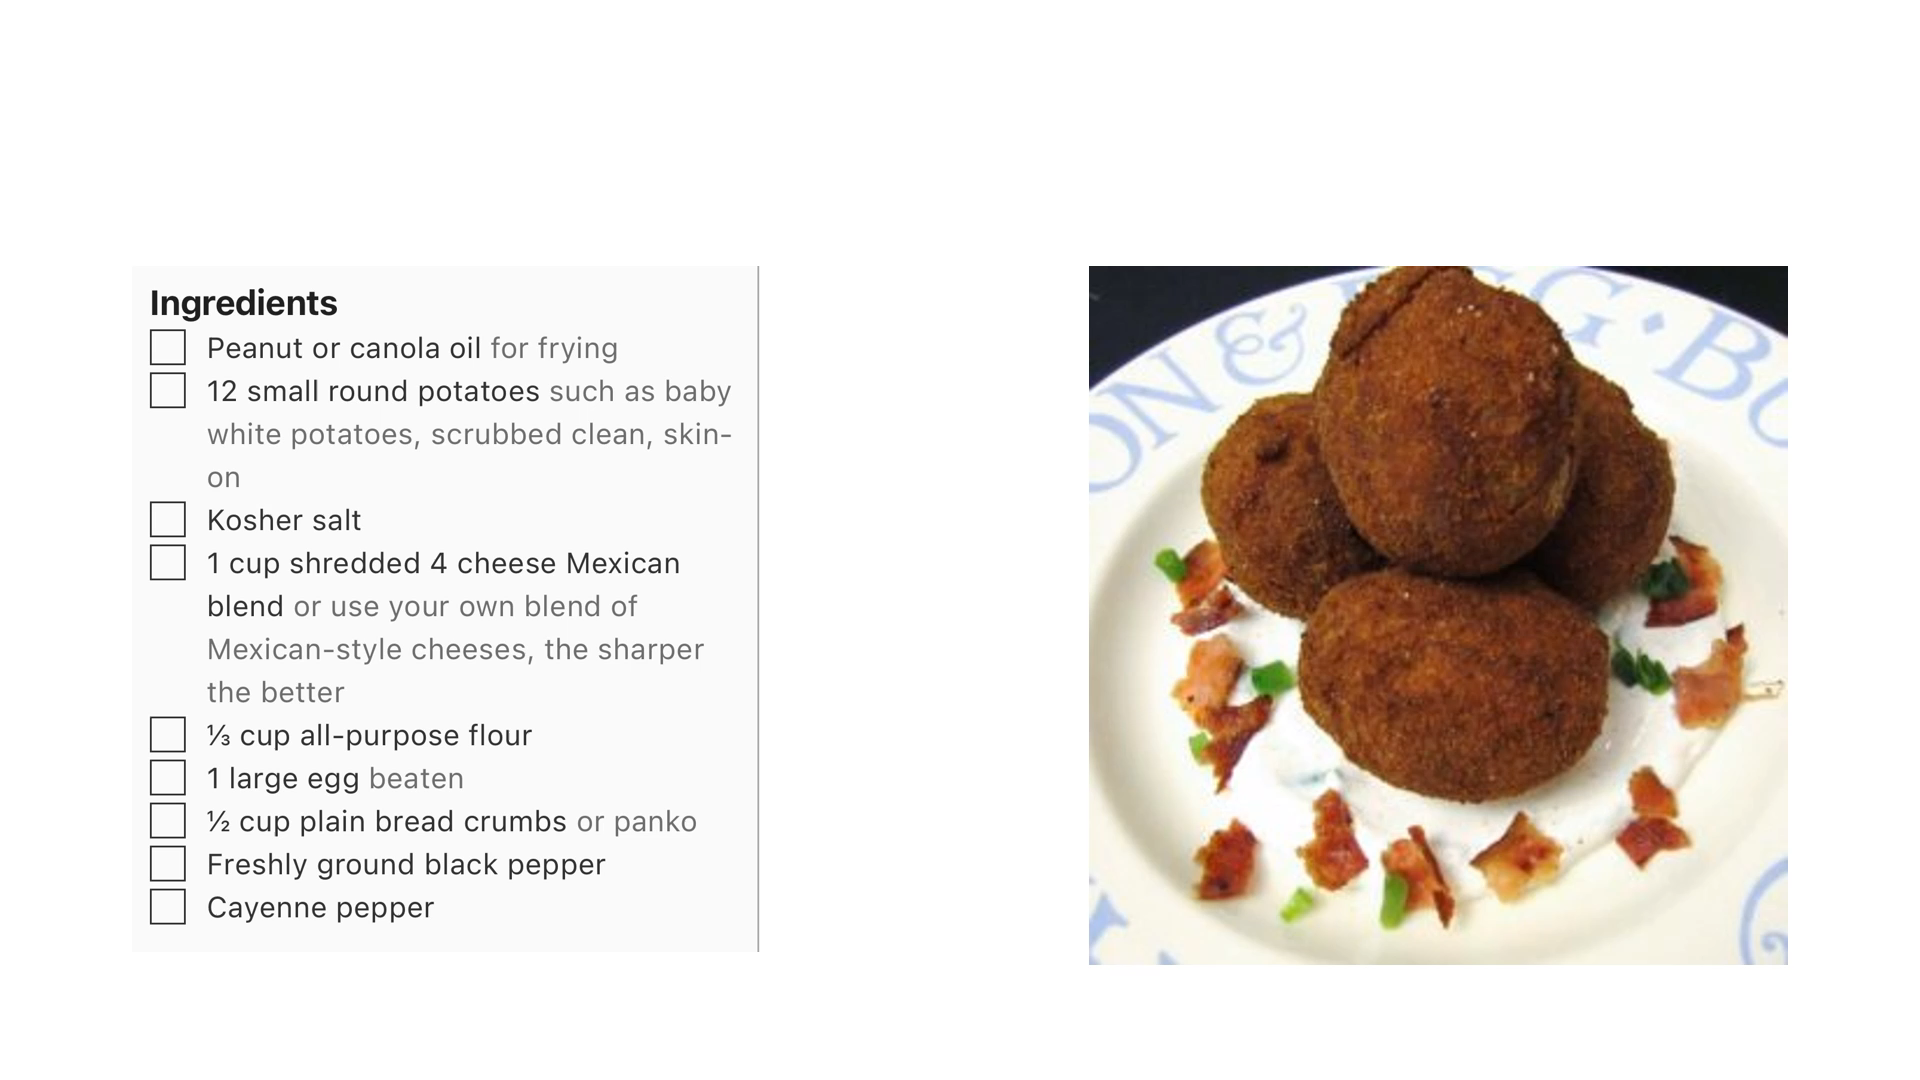 Ingredients
Peanut or canola oil for frying
12 small round potatoes such as baby
white potatoes, scrubbed clean, skin-
on
Kosher salt
1 cup shredded 4 cheese Mexican
blend or use your own blend of
Mexican-style cheeses, the sharper
the better
⅓ cup all-purpose flour
1 large egg beaten
½ cup plain bread crumbs or panko
Freshly ground black pepper
Cayenne pepper
ON & EGG · BO